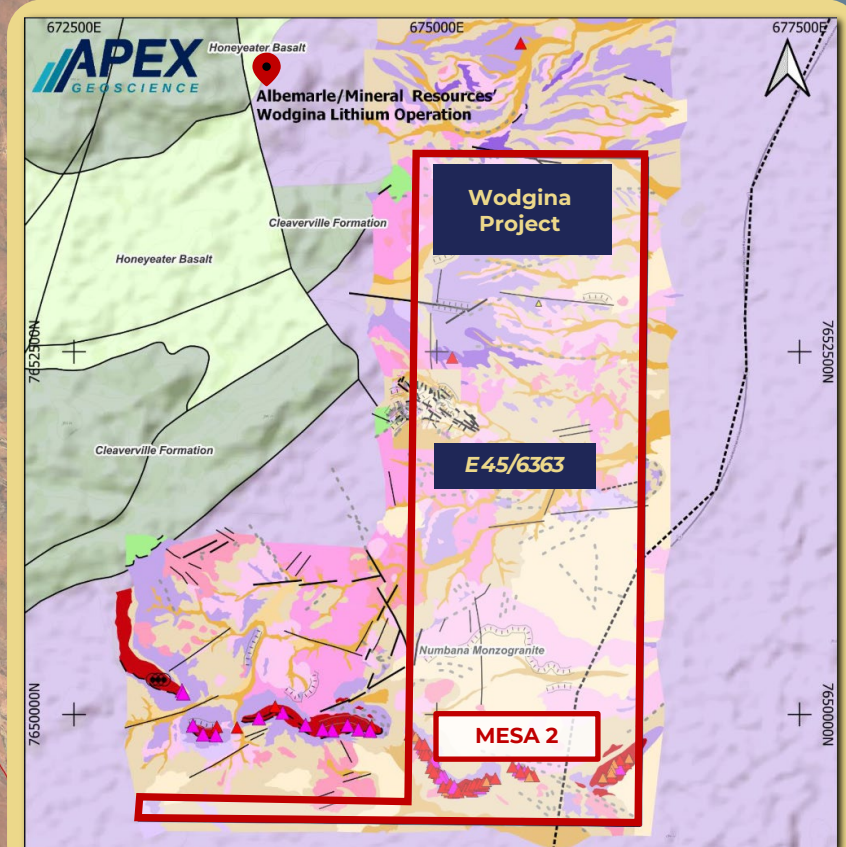 672500E
675000E
677500E
APEX
GEOSCIENCE
Honeyeater Basalt
Albemarle/Mineral Resources'
Wodgina Lithium Operation
Wodgina
Project
Cleaverville Formation
Honeyeater Basalt
7652500N
7652500N
Cleaverville Formation
E45/6363
Numbana Monzogranite
7650000N
7650000N
MESA 2